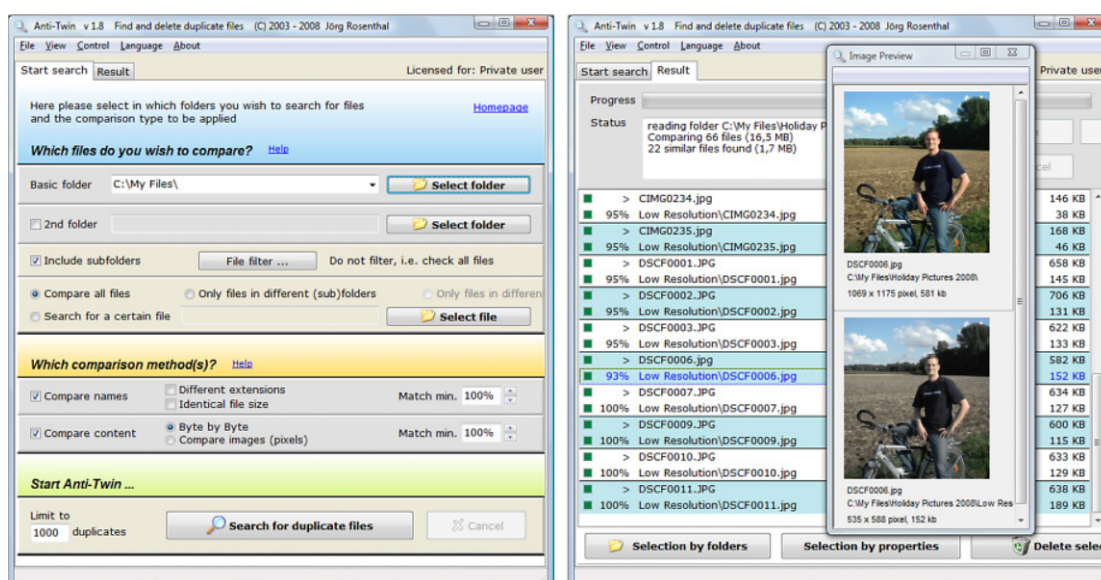 Anti-Twin v 1.8 Find and delete duplicate files (C) 2003 - 2008 Jörg Rosenthal
File View Control Language About
Start search Result Licensed for: Private user
Here please select in which folders you wish to search for files
and the comparison type to be applied
Homepage
Which files do you wish to compare? Help
Basic folder C:\My Files\ Select folder
2nd folder Select folder
Include subfolders File filter ... Do not filter, i.e. check all files
Compare all files Only files in different (sub)folders Only files in differen
Search for a certain file Select file
Which comparison method(s)? Help
Compare names Different extensions Match min. 100%
Identical file size
Compare content Byte by Byte Match min. 100%
Compare images (pixels)
Start Anti-Twin ...
Limit to
1000 duplicates
Search for duplicate files
Cancel
Anti-Twin v 1.8 Find and delete duplicate files (C) 2003 - 2008 Jörg Rosenthal
File View Control Language About
Start search Result Private user
Progress
Status
reading folder C:\My Files\Holiday P
Comparing 66 files (16,5 MB)
22 similar files found (1,7 MB)
cel
> CIMG0234.jpg 146 KB
95% Low Resolution\CIMG0234.jpg 38 KB
> CIMG0235.jpg 168 KB
95% Low Resolution\CIMG0235.jpg 46 KB
> DSCF0001.JPG 658 KB
95% Low Resolution\DSCF0001.jpg 145 KB
> DSCF0002.JPG 706 KB
95% Low Resolution\DSCF0002.jpg 131 KB
> DSCF0003.JPG 622 KB
95% Low Resolution\DSCF0003.jpg 133 KB
> DSCF0006.jpg 582 KB
93% Low Resolution\DSCF0006.jpg 152 KB
> DSCF0007.JPG 634 KB
100% Low Resolution\DSCF0007.jpg 127 KB
> DSCF0009.JPG 600 KB
100% Low Resolution\DSCF0009.jpg 115 KB
> DSCF0010.JPG 633 KB
100% Low Resolution\DSCF0010.jpg 129 KB
> DSCF0011.JPG 638 KB
100% Low Resolution\DSCF0011.jpg 189 KB
Selection by folders Selection by properties Delete selec
Image Preview
DSCF0006.jpg
C:\My Files\Holiday Pictures 2008\
1069 x 1175 pixel, 581 kb
DSCF0006.jpg
C:\My Files\Holiday Pictures 2008\Low Res
535 x 588 pixel, 152 kb